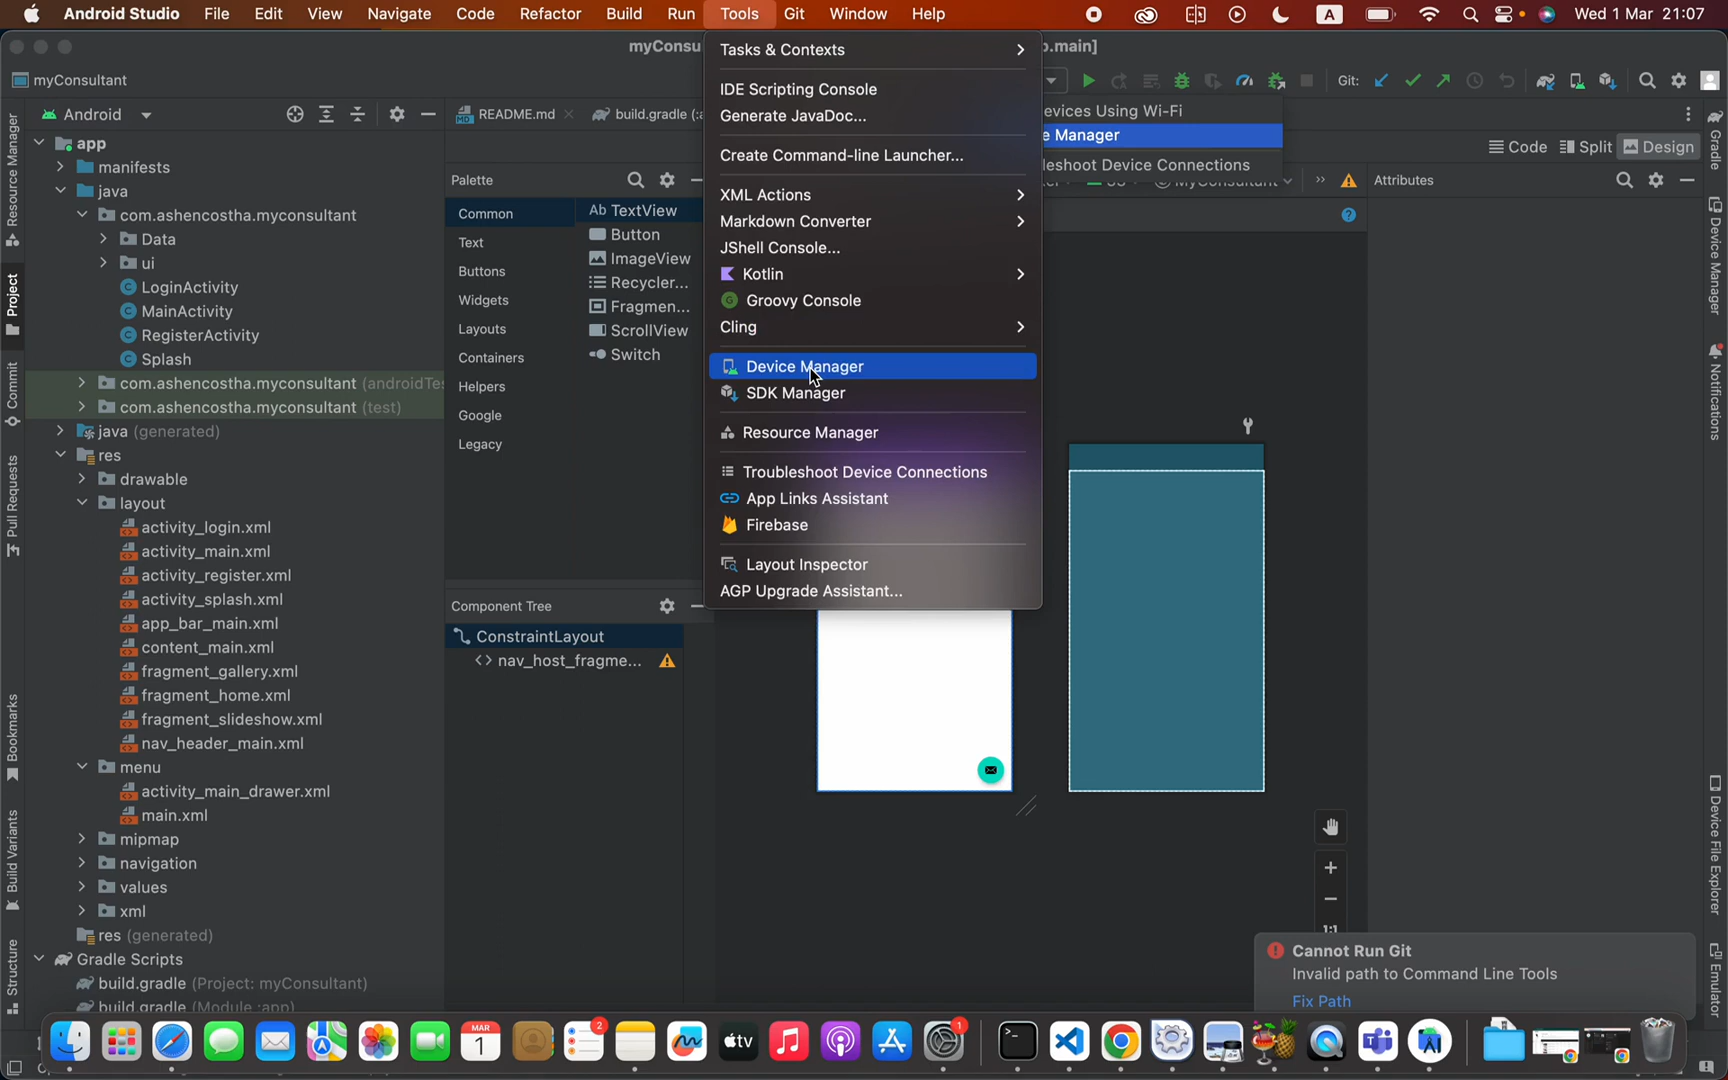 Android Studio File Edit View Navigate Code Refactor Build Run Tools Git Window Help A Wed 1 Mar 21:07
myConsu
.main]
myConsultant
Git:
Android
README.md
build.gradle (:a
evices Using Wi-Fi
e Manager
leshoot Device Connections
Code Split Design
Tasks & Contexts
IDE Scripting Console
Generate JavaDoc...
Create Command-line Launcher...
XML Actions
Markdown Converter
JShell Console...
Kotlin
Groovy Console
Cling
Device Manager
SDK Manager
Resource Manager
Troubleshoot Device Connections
App Links Assistant
Firebase
Layout Inspector
AGP Upgrade Assistant...
app
manifests
java
com.ashencostha.myconsultant
Data
ui
LoginActivity
MainActivity
RegisterActivity
Splash
com.ashencostha.myconsultant (androidTes
com.ashencostha.myconsultant (test)
java (generated)
res
drawable
layout
activity_login.xml
activity_main.xml
activity_register.xml
activity_splash.xml
app_bar_main.xml
content_main.xml
fragment_gallery.xml
fragment_home.xml
fragment_slideshow.xml
nav_header_main.xml
menu
activity_main_drawer.xml
main.xml
mipmap
navigation
values
xml
res (generated)
Gradle Scripts
build.gradle (Project: myConsultant)
build.gradle (Module :app)
Palette
Common
Text
Buttons
Widgets
Layouts
Containers
Helpers
Google
Legacy
Ab TextView
Button
ImageView
Recycler...
Fragmen...
ScrollView
Switch
Component Tree
ConstraintLayout
nav_host_fragme...
Attributes
1:1
Cannot Run Git
Invalid path to Command Line Tools
Fix Path
Resource Manager
Project
Commit
Pull Requests
Bookmarks
Build Variants
Structure
Gradle
Device Manager
Notifications
Device File Explorer
Emulator
MAR
1
2
tv
1